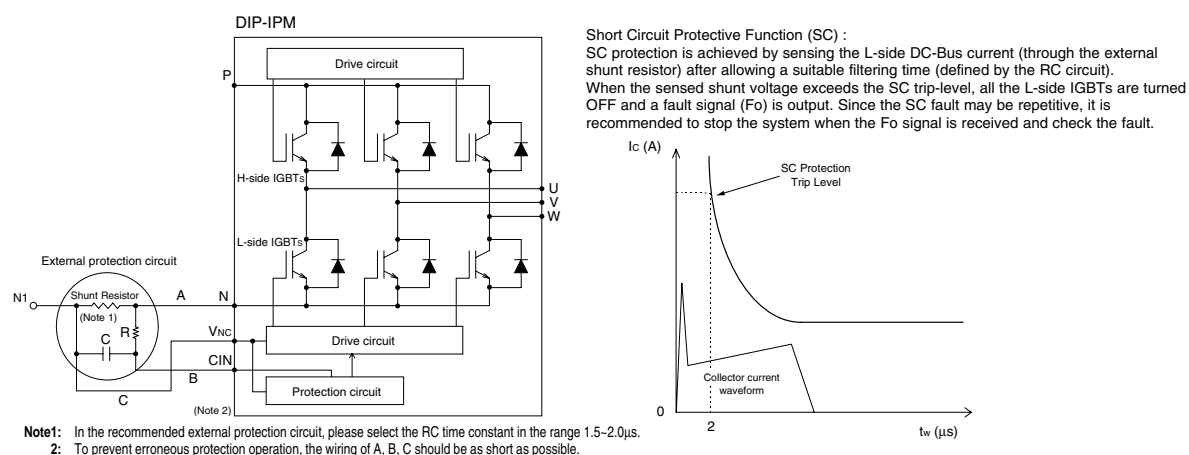 DIP-IPM
Drive circuit
P
H-side IGBTs
U
V
W
L-side IGBTs
External protection circuit
N1
Shunt Resistor
A
N
(Note 1)
R
C
VNC
Drive circuit
CIN
B
C
Protection circuit
(Note 2)
Note1: In the recommended external protection circuit, please select the RC time constant in the range 1.5~2.0μs.
2: To prevent erroneous protection operation, the wiring of A, B, C should be as short as possible.
Short Circuit Protective Function (SC) :
SC protection is achieved by sensing the L-side DC-Bus current (through the external
shunt resistor) after allowing a suitable filtering time (defined by the RC circuit).
When the sensed shunt voltage exceeds the SC trip-level, all the L-side IGBTs are turned
OFF and a fault signal (Fo) is output. Since the SC fault may be repetitive, it is
recommended to stop the system when the Fo signal is received and check the fault.
Ic (A)
SC Protection
Trip Level
Collector current
waveform
0
2
tw (μs)